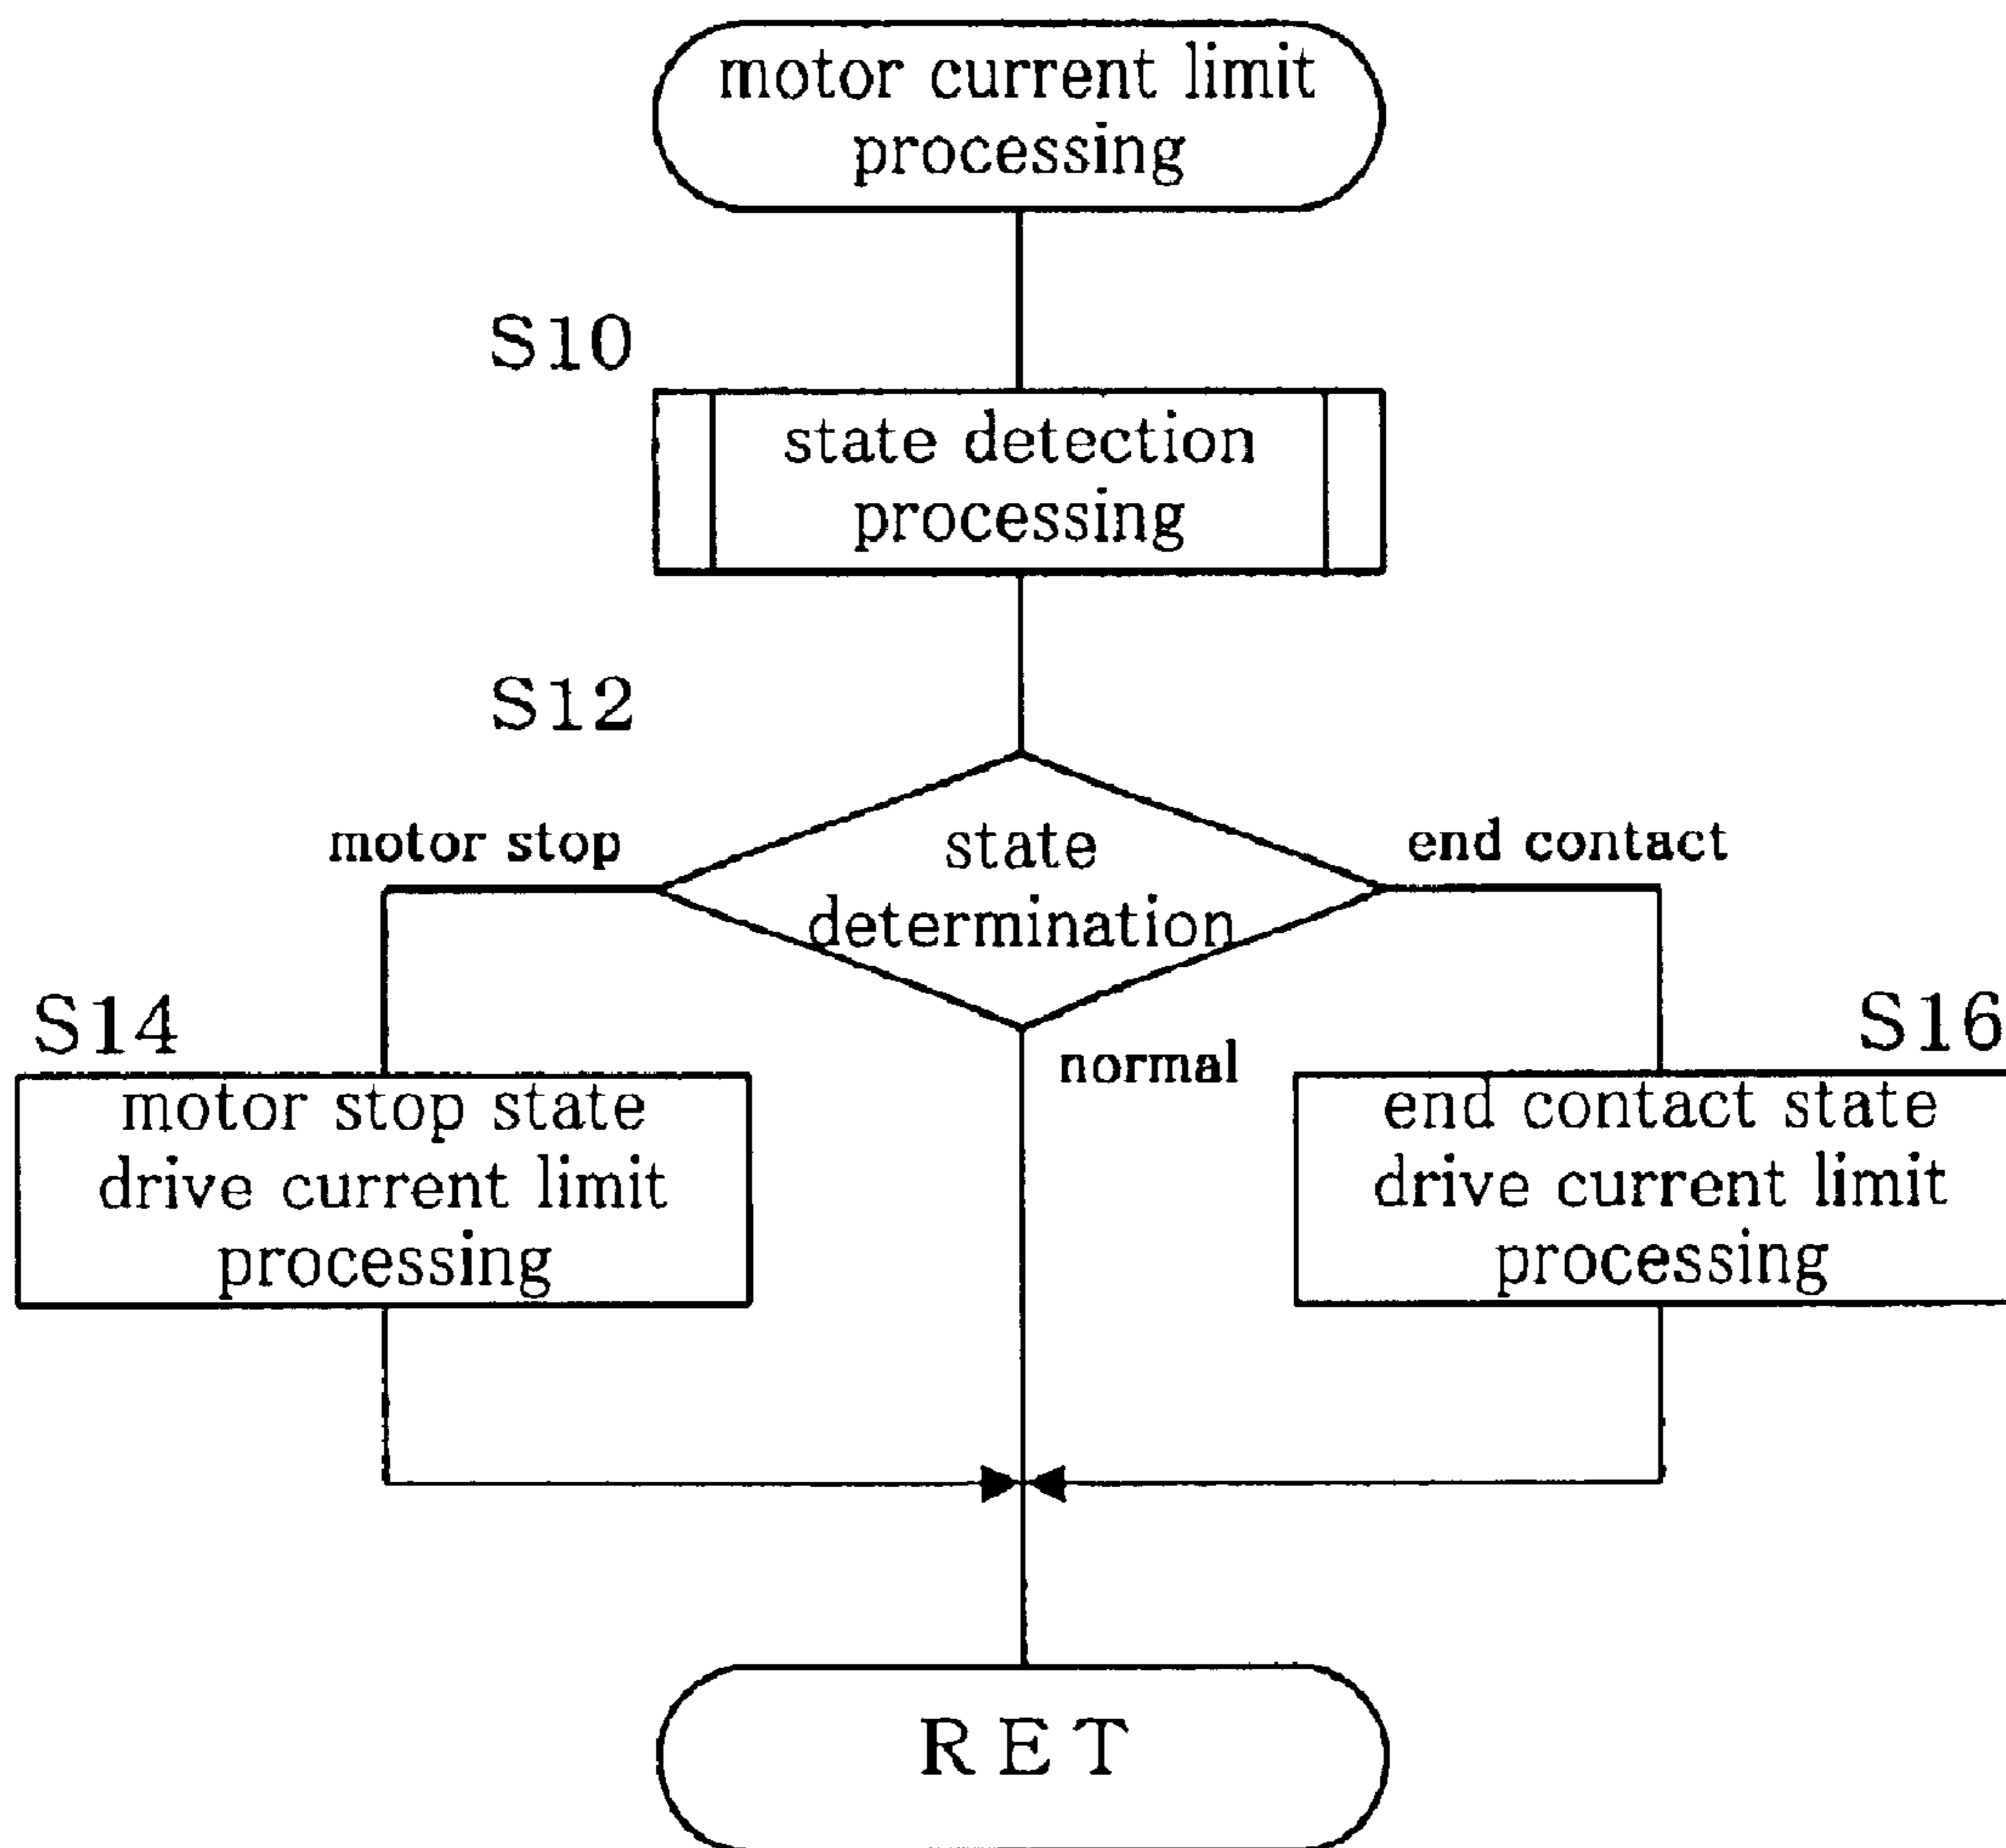 motor current limit
processing
S10
state detection
processing
S12
motor stop
state
determination
end contact
S14
normal
S16
motor stop state
drive current limit
processing
end contact state
drive current limit
processing
RET